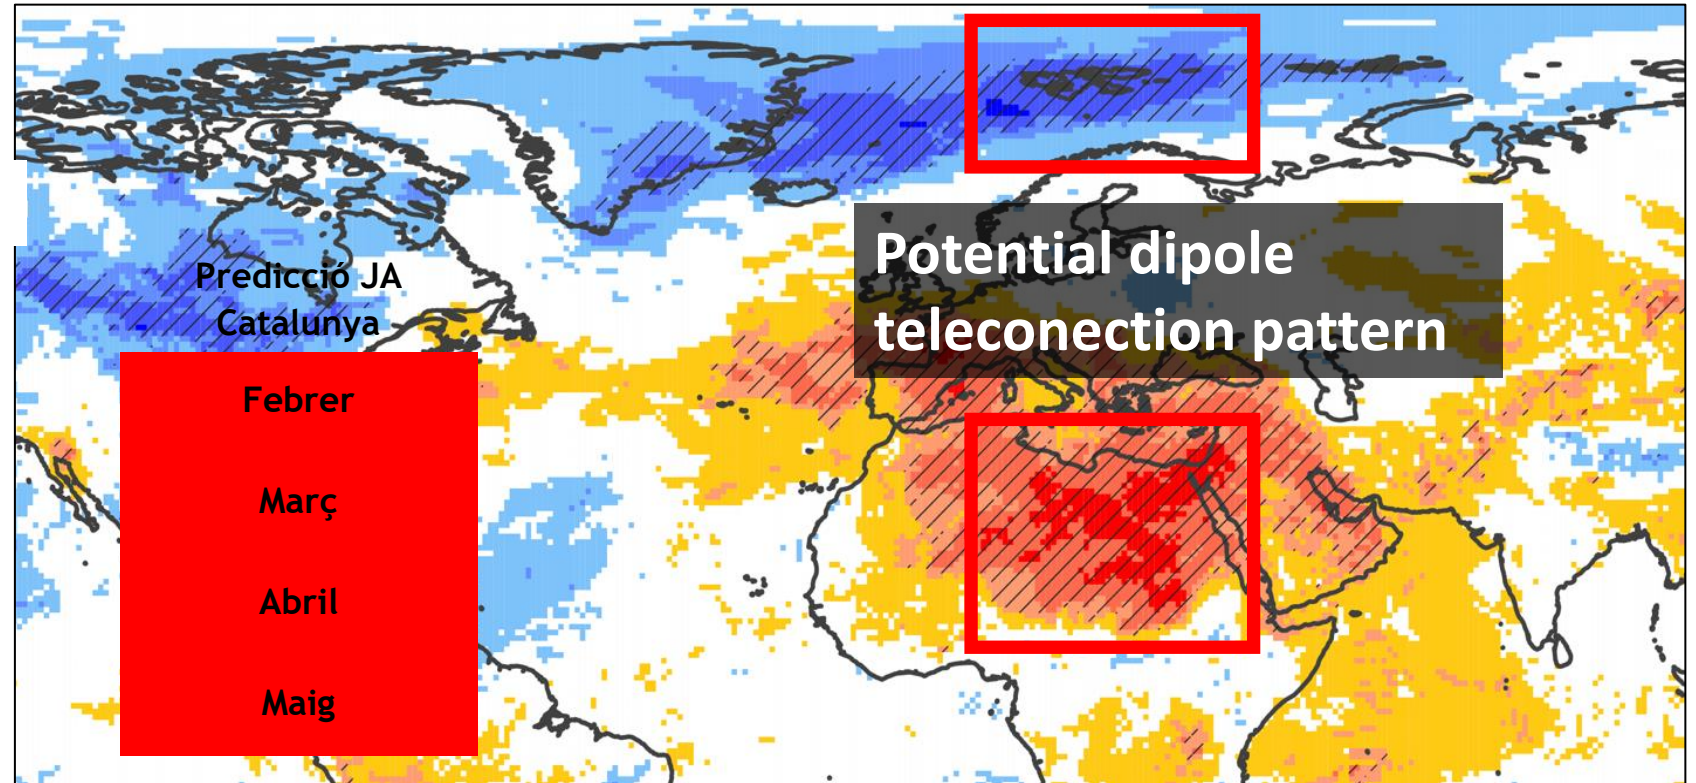 Potential dipole
teleconection pattern
Predicció JA
Catalunya
Febrer
Març
Abril
Maig